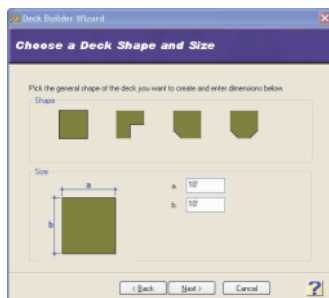 Deck Builder Wizard
Choose a Deck Shape and Size
Pick the general shape of the deck you want to create and enter dimensions below.
Shape
Size
a
b
a. 10'
b. 10'
< Back Next > Cancel ?